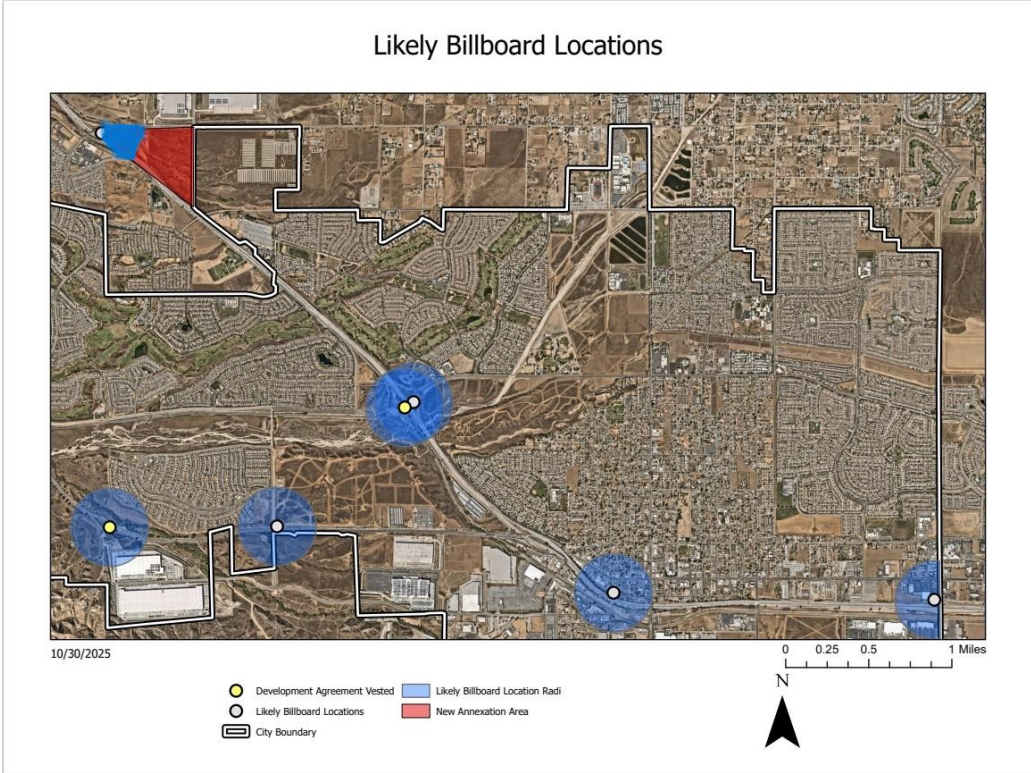 Likely Billboard Locations
10/30/2025
0 0.25 0.5 1 Miles
N
Development Agreement Vested
Likely Billboard Location Radi
Likely Billboard Locations
New Annexation Area
City Boundary